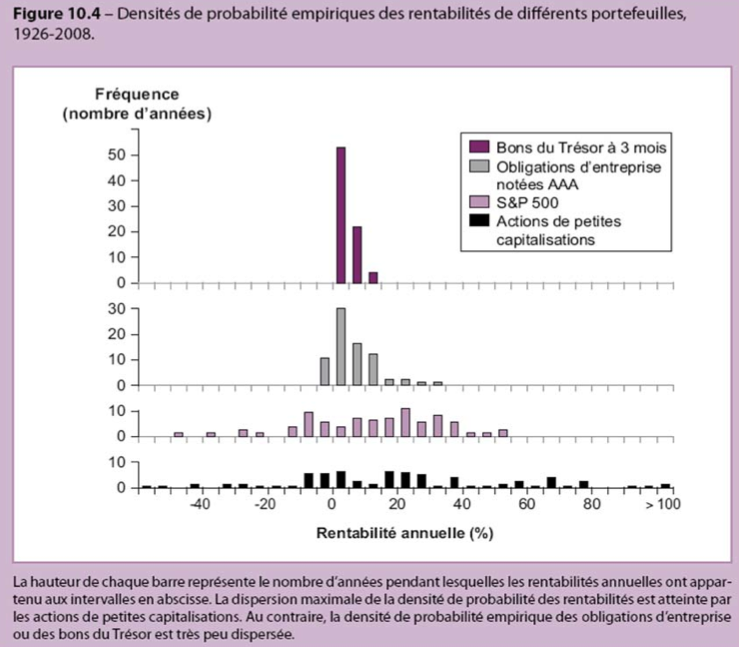 Figure 10.4 – Densités de probabilité empiriques des rentabilités de différents portefeuilles,
1926-2008.
Fréquence
(nombre d'années)
50
40
30
20
10
0
Bons du Trésor à 3 mois
Obligations d'entreprise
notées AAA
S&P 500
Actions de petites
capitalisations
30
20
10
0
10
0
10
0
-40 -20 0 20 40 60 80 > 100
Rentabilité annuelle (%)
La hauteur de chaque barre représente le nombre d'années pendant lesquelles les rentabilités annuelles ont appar-
tenu aux intervalles en abscisse. La dispersion maximale de la densité de probabilité des rentabilités est atteinte par
les actions de petites capitalisations. Au contraire, la densité de probabilité empirique des obligations d'entreprise
ou des bons du Trésor est très peu dispersée.